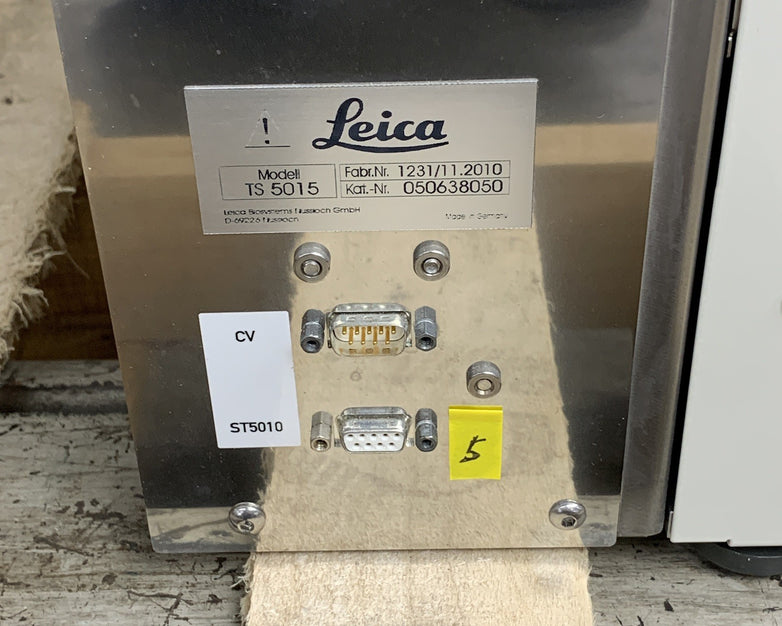 Leica
Modell
TS 5015
Fabr.Nr. 1231/11.2010
Kat.-Nr. 050638050
Leica Biosystems Nussloch GmbH
D-69226 Nussloch
Made in Germany
CV
ST5010
5